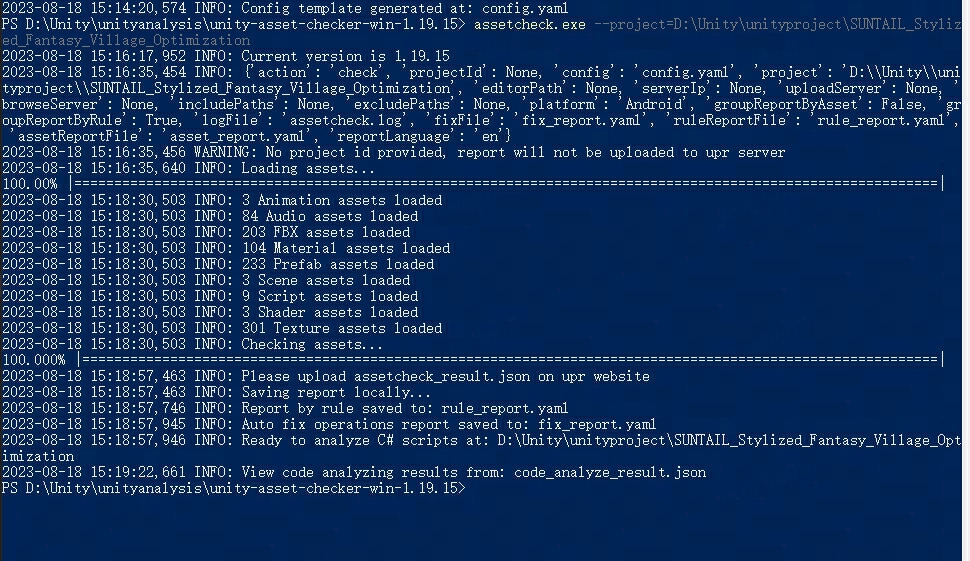 2023-08-18 15:14:20,574 INFO: Config template generated at: config.yaml
PS D:\Unity\unityanalysis\unity-asset-checker-win-1.19.15> assetcheck.exe --project=D:\Unity\unityproject\SUNTAIL_Styliz
ed_Fantasy_Village_Optimization
2023-08-18 15:16:17,952 INFO: Current version is 1.19.15
2023-08-18 15:16:35,454 INFO: {'action': 'check', 'projectId': None, 'config': 'config.yaml', 'project': 'D:\\Unity\\uni
typroject\\SUNTAIL_Stylized_Fantasy_Village_Optimization', 'editorPath': None, 'serverIp': None, 'uploadServer': None, '
browseServer': None, 'includePaths': None, 'excludePaths': None, 'platform': 'Android', 'groupReportByAsset': False, 'gr
oupReportByRule': True, 'logFile': 'assetcheck.log', 'fixFile': 'fix_report.yaml', 'ruleReportFile': 'rule_report.yaml',
 'assetReportFile': 'asset_report.yaml', 'reportLanguage': 'en'}
2023-08-18 15:16:35,456 WARNING: No project id provided, report will not be uploaded to upr server
2023-08-18 15:16:35,640 INFO: Loading assets...
100.00% |============================================================================================================|
2023-08-18 15:18:30,503 INFO: 3 Animation assets loaded
2023-08-18 15:18:30,503 INFO: 84 Audio assets loaded
2023-08-18 15:18:30,503 INFO: 203 FBX assets loaded
2023-08-18 15:18:30,503 INFO: 104 Material assets loaded
2023-08-18 15:18:30,503 INFO: 233 Prefab assets loaded
2023-08-18 15:18:30,503 INFO: 3 Scene assets loaded
2023-08-18 15:18:30,503 INFO: 9 Script assets loaded
2023-08-18 15:18:30,503 INFO: 3 Shader assets loaded
2023-08-18 15:18:30,503 INFO: 301 Texture assets loaded
2023-08-18 15:18:30,503 INFO: Checking assets...
100.000% |===========================================================================================================|
2023-08-18 15:18:57,463 INFO: Please upload assetcheck_result.json on upr website
2023-08-18 15:18:57,463 INFO: Saving report locally...
2023-08-18 15:18:57,746 INFO: Report by rule saved to: rule_report.yaml
2023-08-18 15:18:57,945 INFO: Auto fix operations report saved to: fix_report.yaml
2023-08-18 15:18:57,946 INFO: Ready to analyze C# scripts at: D:\Unity\unityproject\SUNTAIL_Stylized_Fantasy_Village_Opt
imization
2023-08-18 15:19:22,661 INFO: View code analyzing results from: code_analyze_result.json
PS D:\Unity\unityanalysis\unity-asset-checker-win-1.19.15>